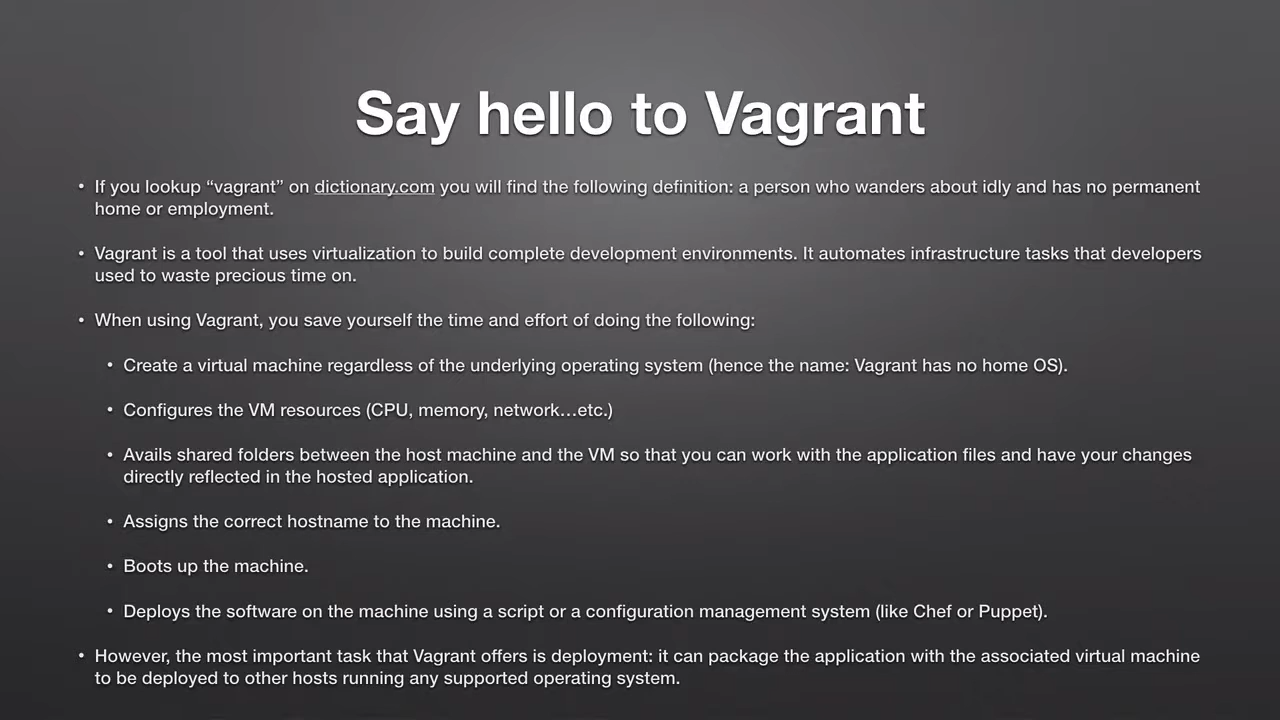 Say hello to Vagrant
• If you lookup “vagrant” on dictionary.com you will find the following definition: a person who wanders about idly and has no permanent
home or employment.
• Vagrant is a tool that uses virtualization to build complete development environments. It automates infrastructure tasks that developers
used to waste precious time on.
• When using Vagrant, you save yourself the time and effort of doing the following:
• Create a virtual machine regardless of the underlying operating system (hence the name: Vagrant has no home OS).
• Configures the VM resources (CPU, memory, network…etc.)
• Avails shared folders between the host machine and the VM so that you can work with the application files and have your changes
directly reflected in the hosted application.
• Assigns the correct hostname to the machine.
• Boots up the machine.
• Deploys the software on the machine using a script or a configuration management system (like Chef or Puppet).
• However, the most important task that Vagrant offers is deployment: it can package the application with the associated virtual machine
to be deployed to other hosts running any supported operating system.